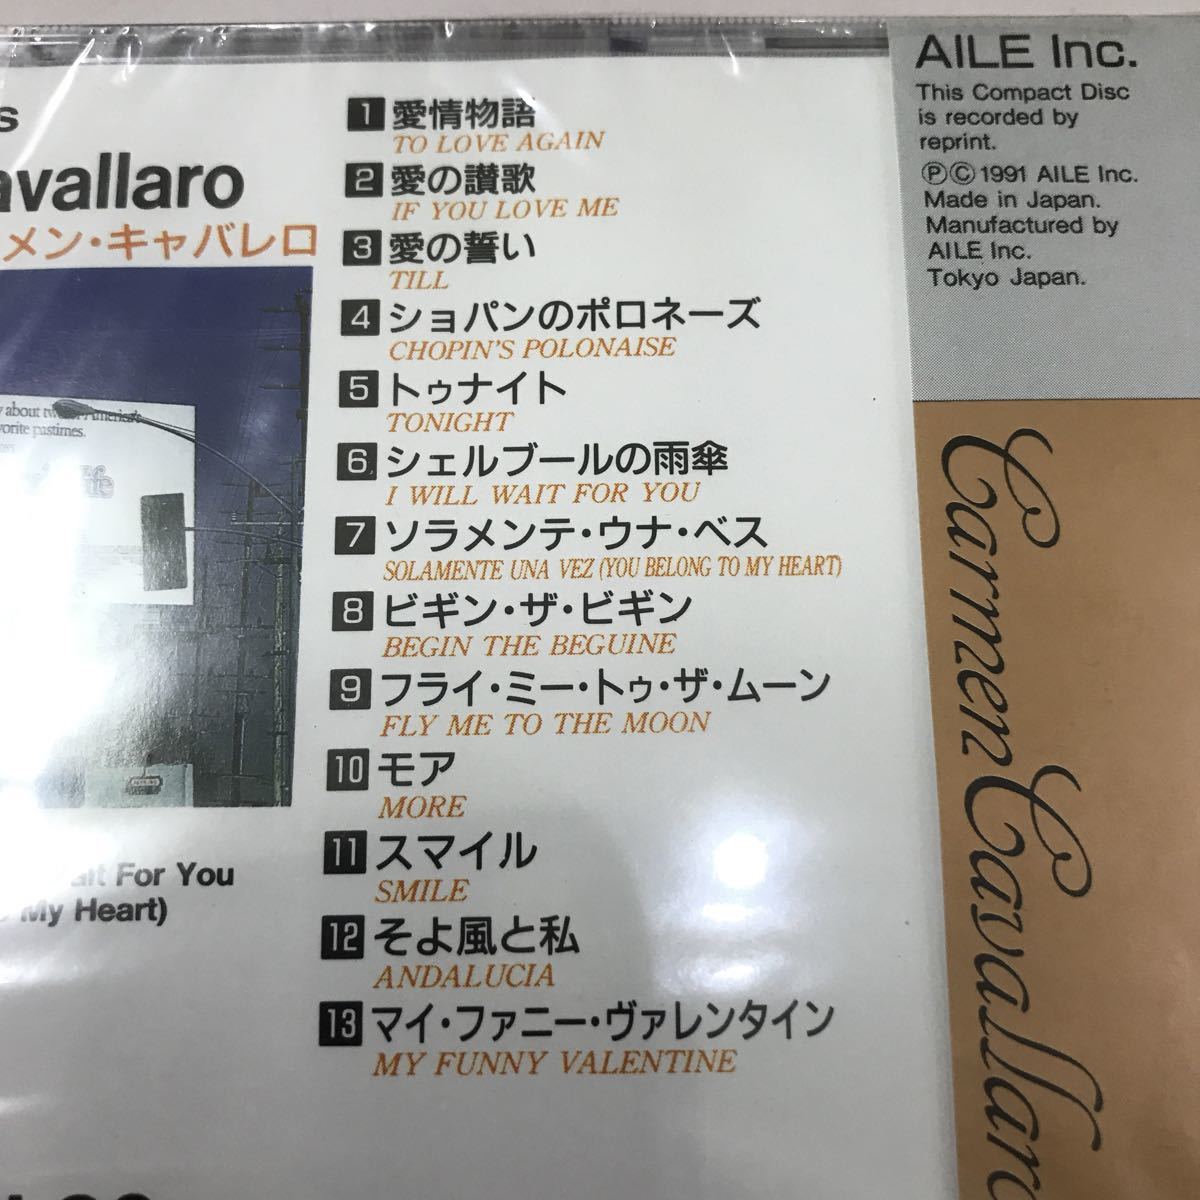 avallaro
メン・キャバレロ
about
America's
pastimes.
For You
My Heart)
1 愛情物語
TO LOVE AGAIN
2 愛の讃歌
IF YOU LOVE ME
3 愛の誓い
TILL
4 ショパンのポロネーズ
CHOPIN'S POLONAISE
5 トゥナイト
TONIGHT
6 シェルブールの雨傘
I WILL WAIT FOR YOU
7 ソラメンテ・ウナ・ベス
SOLAMENTE UNA VEZ (YOU BELONG TO MY HEART)
8 ビギン・ザ・ビギン
BEGIN THE BEGUINE
9 フライ・ミー・トゥ・ザ・ムーン
FLY ME TO THE MOON
10 モア
MORE
11 スマイル
SMILE
12 そよ風と私
ANDALUCIA
13 マイ・ファニー・ヴァレンタイン
MY FUNNY VALENTINE
AILE Inc.
This Compact Disc
is recorded by
reprint.
℗© 1991 AILE Inc.
Made in Japan.
Manufactured by
AILE Inc.
Tokyo Japan.
Carmen Cavallaro